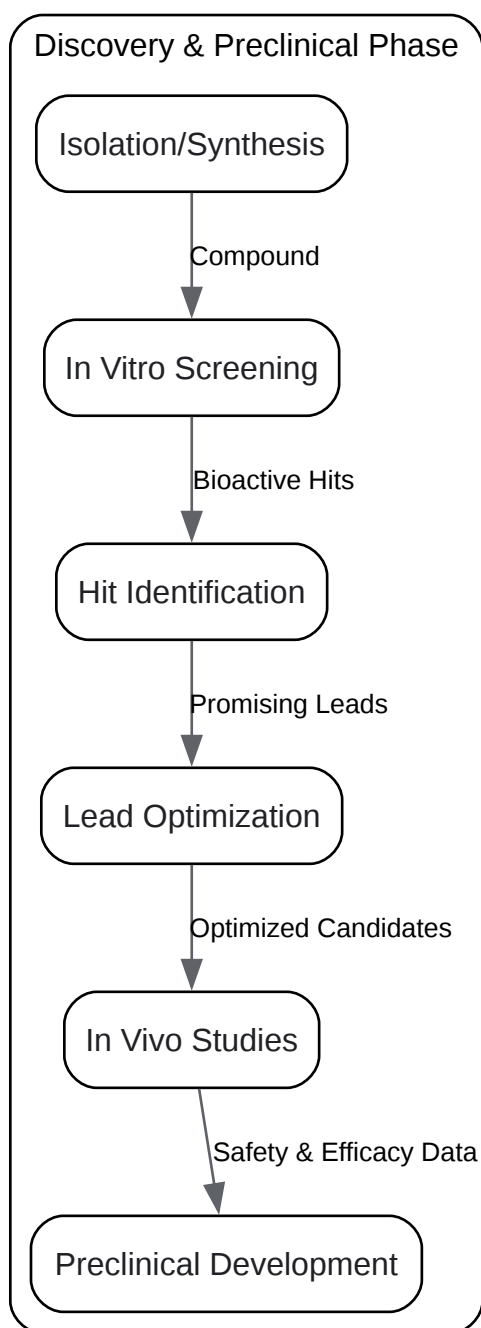 Discovery & Preclinical Phase
Isolation/Synthesis
Compound
In Vitro Screening
Bioactive Hits
Hit Identification
Promising Leads
Lead Optimization
Optimized Candidates
In Vivo Studies
Safety & Efficacy Data
Preclinical Development